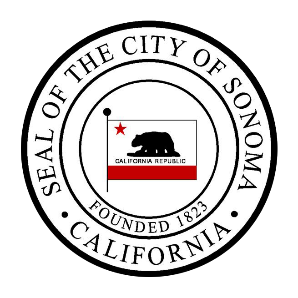 SEAL OF THE CITY OF SONOMA
CALIFORNIA REPUBLIC
FOUNDED 1823
• CALIFORNIA •